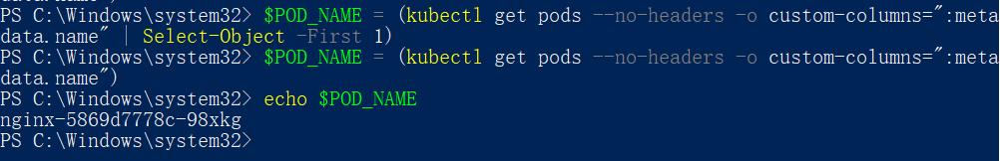 data.name")
PS C:\Windows\system32> $POD_NAME = (kubectl get pods --no-headers -o custom-columns=":meta
data.name" | Select-Object -First 1)
PS C:\Windows\system32> $POD_NAME = (kubectl get pods --no-headers -o custom-columns=":meta
data.name")
PS C:\Windows\system32> echo $POD_NAME
nginx-5869d7778c-98xkg
PS C:\Windows\system32>